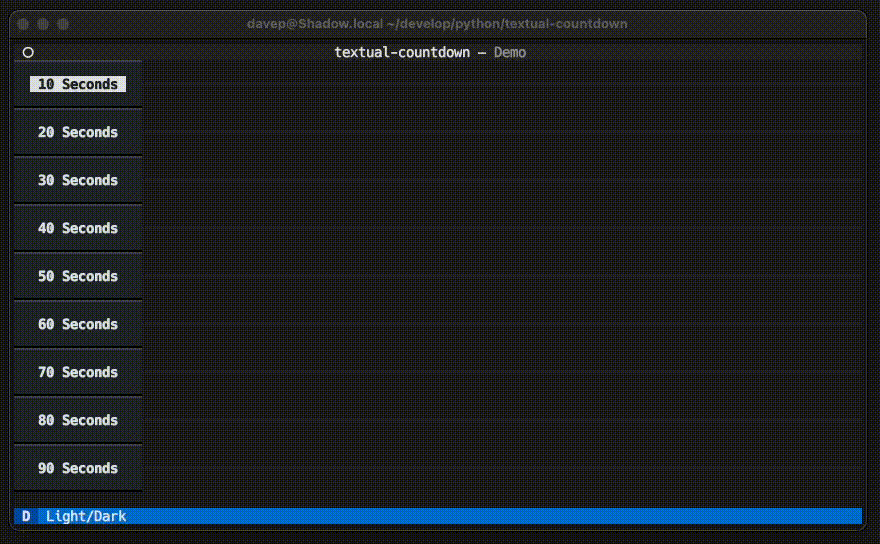 davep@Shadow.local ~/develop/python/textual-countdown
textual-countdown — Demo
10 Seconds
20 Seconds
30 Seconds
40 Seconds
50 Seconds
60 Seconds
70 Seconds
80 Seconds
90 Seconds
D Light/Dark